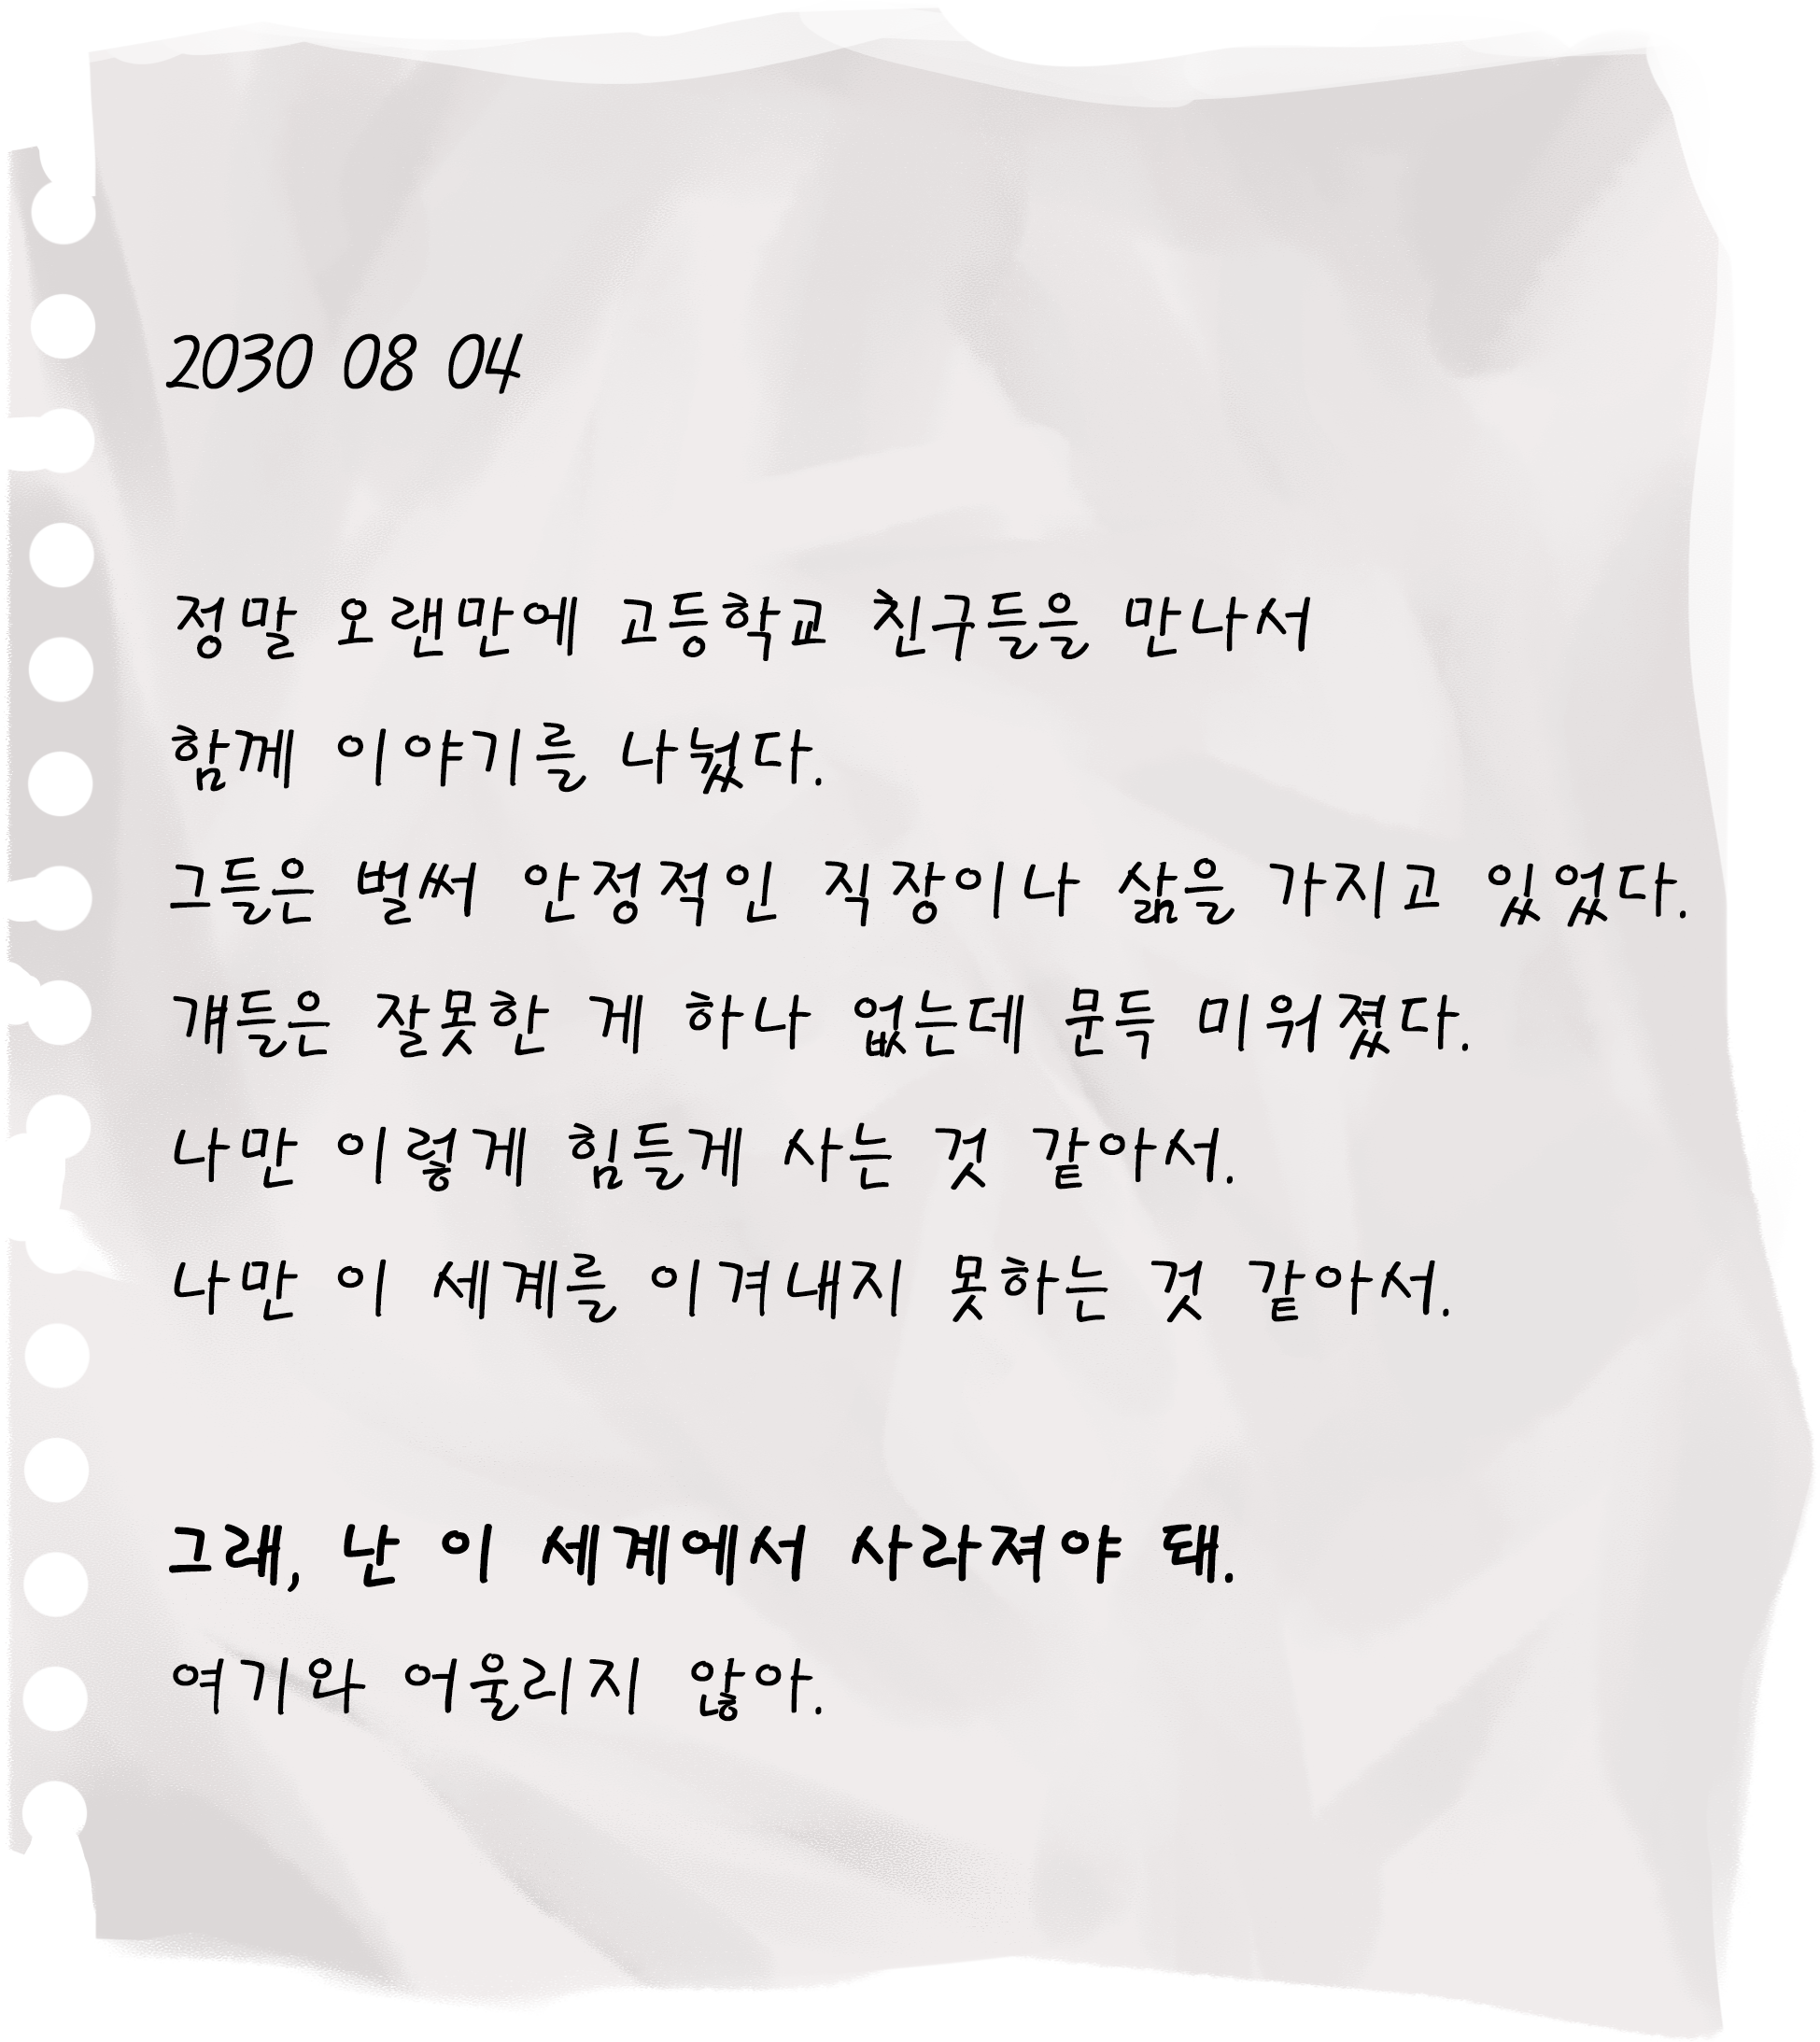 2030 08 04
정말 오랜만에 고등학교 친구들을 만나서
함께 이야기를 나눴다.
그들은 벌써 안정적인 직장이나 삶을 가지고 있었다.
걔들은 잘못한 게 하나 없는데 문득 미워졌다.
나만 이렇게 힘들게 사는 것 같아서.
나만 이 세계를 이겨내지 못하는 것 같아서.
그래, 난 이 세계에서 사라져야 돼.
여기와 어울리지 않아.